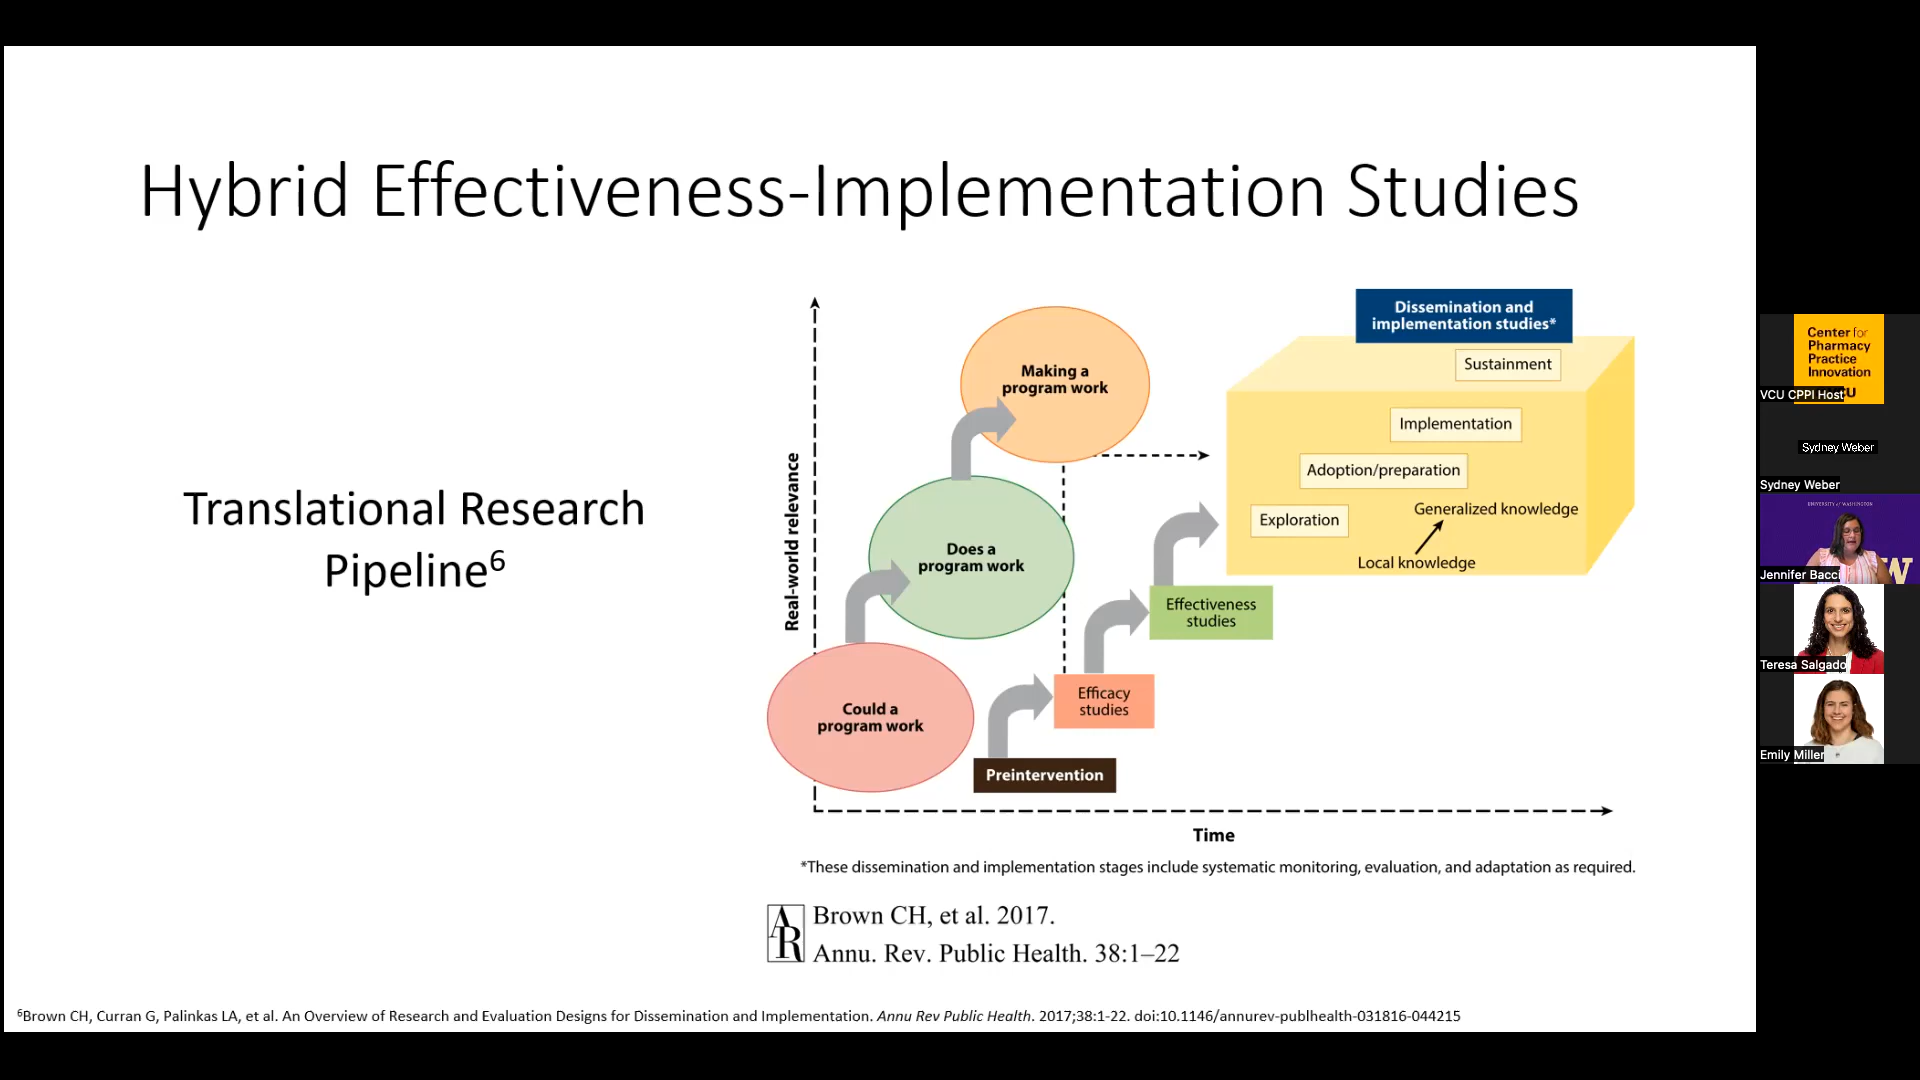 Hybrid Effectiveness-Implementation Studies
Translational Research
Pipeline⁶
Real-world relevance
Making a
program work
Does a
program work
Could a
program work
Preintervention
Efficacy
studies
Effectiveness
studies
Dissemination and
implementation studies*
Sustainment
Implementation
Adoption/preparation
Exploration
Generalized knowledge
Local knowledge
Time
*These dissemination and implementation stages include systematic monitoring, evaluation, and adaptation as required.
AR
Brown CH, et al. 2017.
Annu. Rev. Public Health. 38:1–22
⁶Brown CH, Curran G, Palinkas LA, et al. An Overview of Research and Evaluation Designs for Dissemination and Implementation. Annu Rev Public Health. 2017;38:1-22. doi:10.1146/annurev-publhealth-031816-044215
Center for
Pharmacy
Practice
Innovation
VCU CPPI Host
Sydney Weber
Sydney Weber
UNIVERSITY of WASHINGTON
W
Jennifer Bacci
Teresa Salgado
Emily Miller